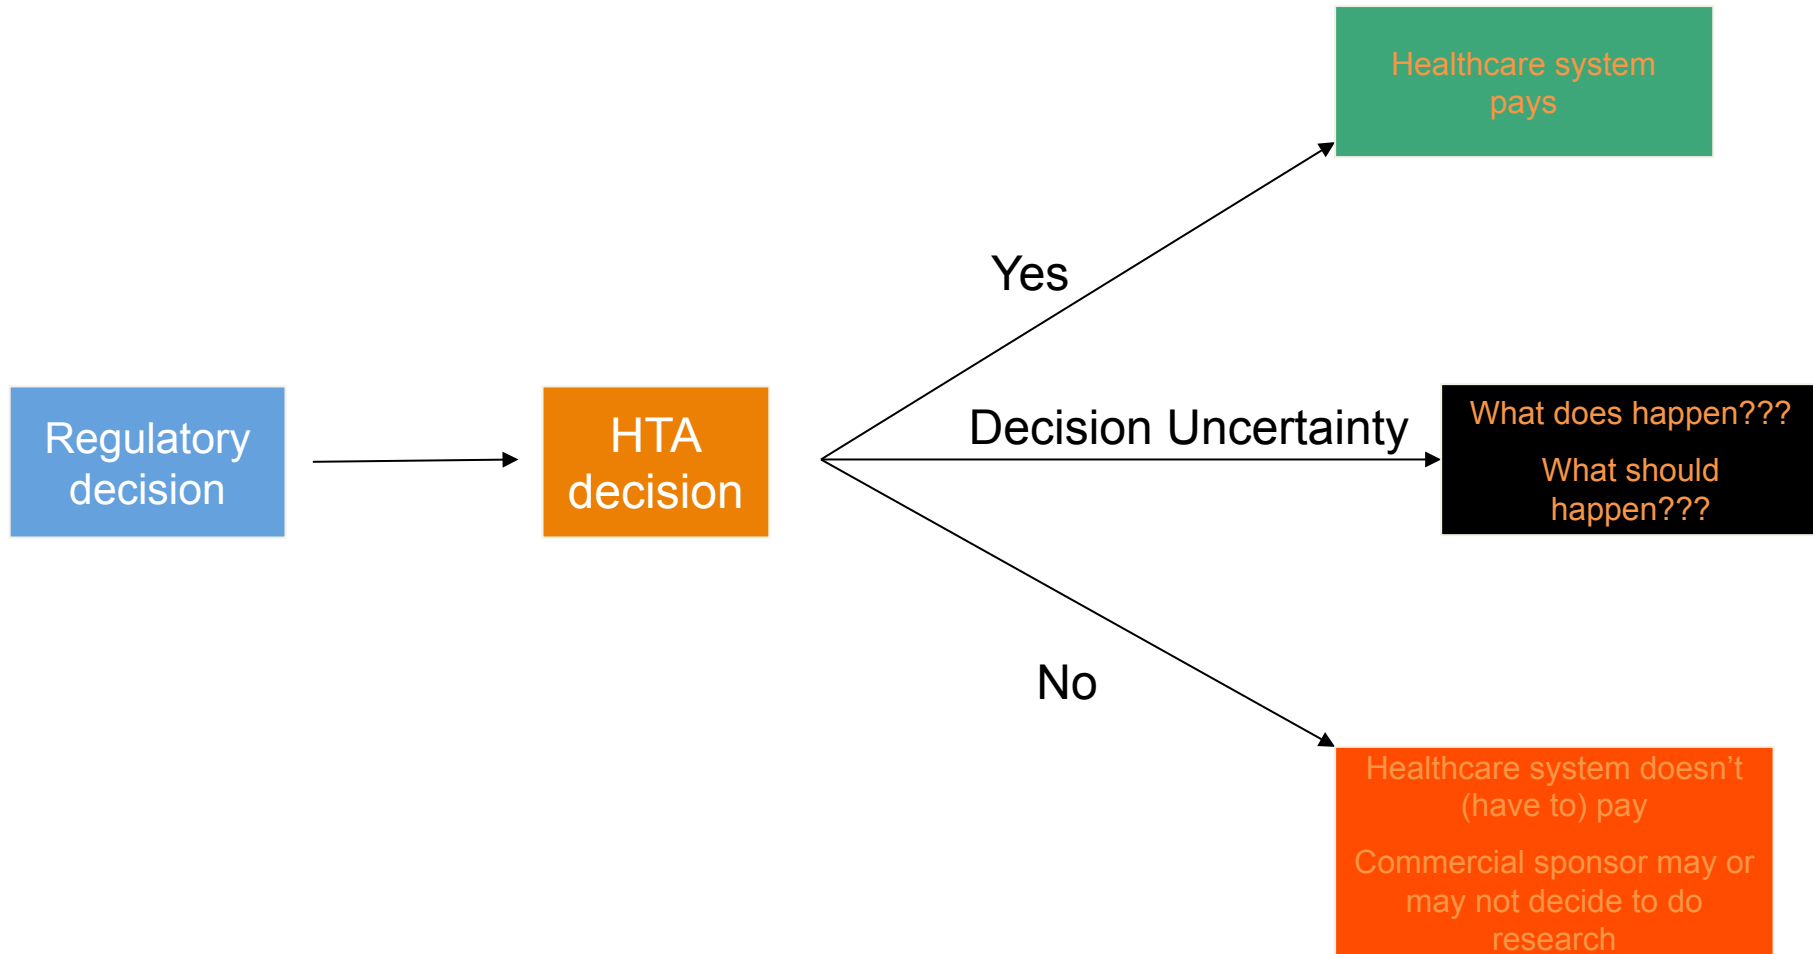 Healthcare system
pays
Yes
Regulatory
decision
HTA
decision
Decision Uncertainty
What does happen???
What should
happen???
No
Healthcare system doesn’t
(have to) pay
Commercial sponsor may or
may not decide to do
research